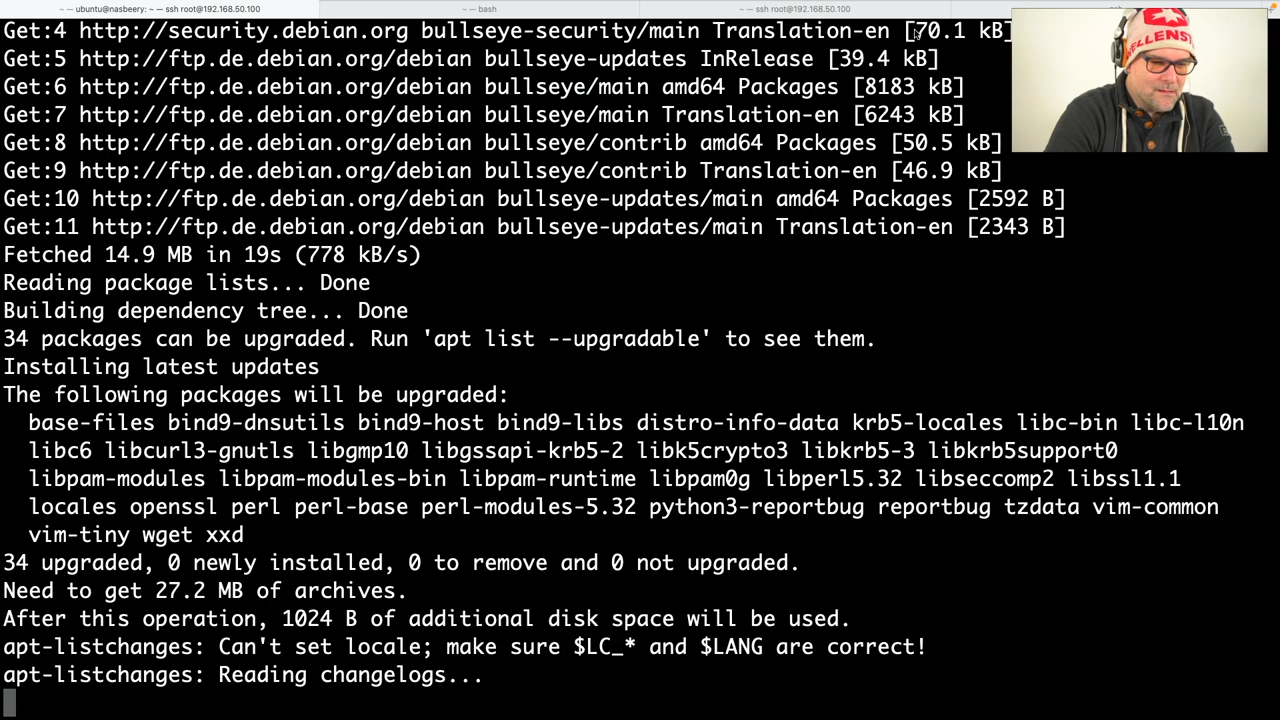 ~ — ubuntu@nasbeery: ~ — ssh root@192.168.50.100
~ — bash
~ — ssh root@192.168.50.100
Get:4 http://security.debian.org bullseye-security/main Translation-en [70.1 kB]
Get:5 http://ftp.de.debian.org/debian bullseye-updates InRelease [39.4 kB]
Get:6 http://ftp.de.debian.org/debian bullseye/main amd64 Packages [8183 kB]
Get:7 http://ftp.de.debian.org/debian bullseye/main Translation-en [6243 kB]
Get:8 http://ftp.de.debian.org/debian bullseye/contrib amd64 Packages [50.5 kB]
Get:9 http://ftp.de.debian.org/debian bullseye/contrib Translation-en [46.9 kB]
Get:10 http://ftp.de.debian.org/debian bullseye-updates/main amd64 Packages [2592 B]
Get:11 http://ftp.de.debian.org/debian bullseye-updates/main Translation-en [2343 B]
Fetched 14.9 MB in 19s (778 kB/s)
Reading package lists... Done
Building dependency tree... Done
34 packages can be upgraded. Run 'apt list --upgradable' to see them.
Installing latest updates
The following packages will be upgraded:
base-files bind9-dnsutils bind9-host bind9-libs distro-info-data krb5-locales libc-bin libc-l10n
libc6 libcurl3-gnutls libgmp10 libgssapi-krb5-2 libk5crypto3 libkrb5-3 libkrb5support0
libpam-modules libpam-modules-bin libpam-runtime libpam0g libperl5.32 libseccomp2 libssl1.1
locales openssl perl perl-base perl-modules-5.32 python3-reportbug reportbug tzdata vim-common
vim-tiny wget xxd
34 upgraded, 0 newly installed, 0 to remove and 0 not upgraded.
Need to get 27.2 MB of archives.
After this operation, 1024 B of additional disk space will be used.
apt-listchanges: Can't set locale; make sure $LC_* and $LANG are correct!
apt-listchanges: Reading changelogs...